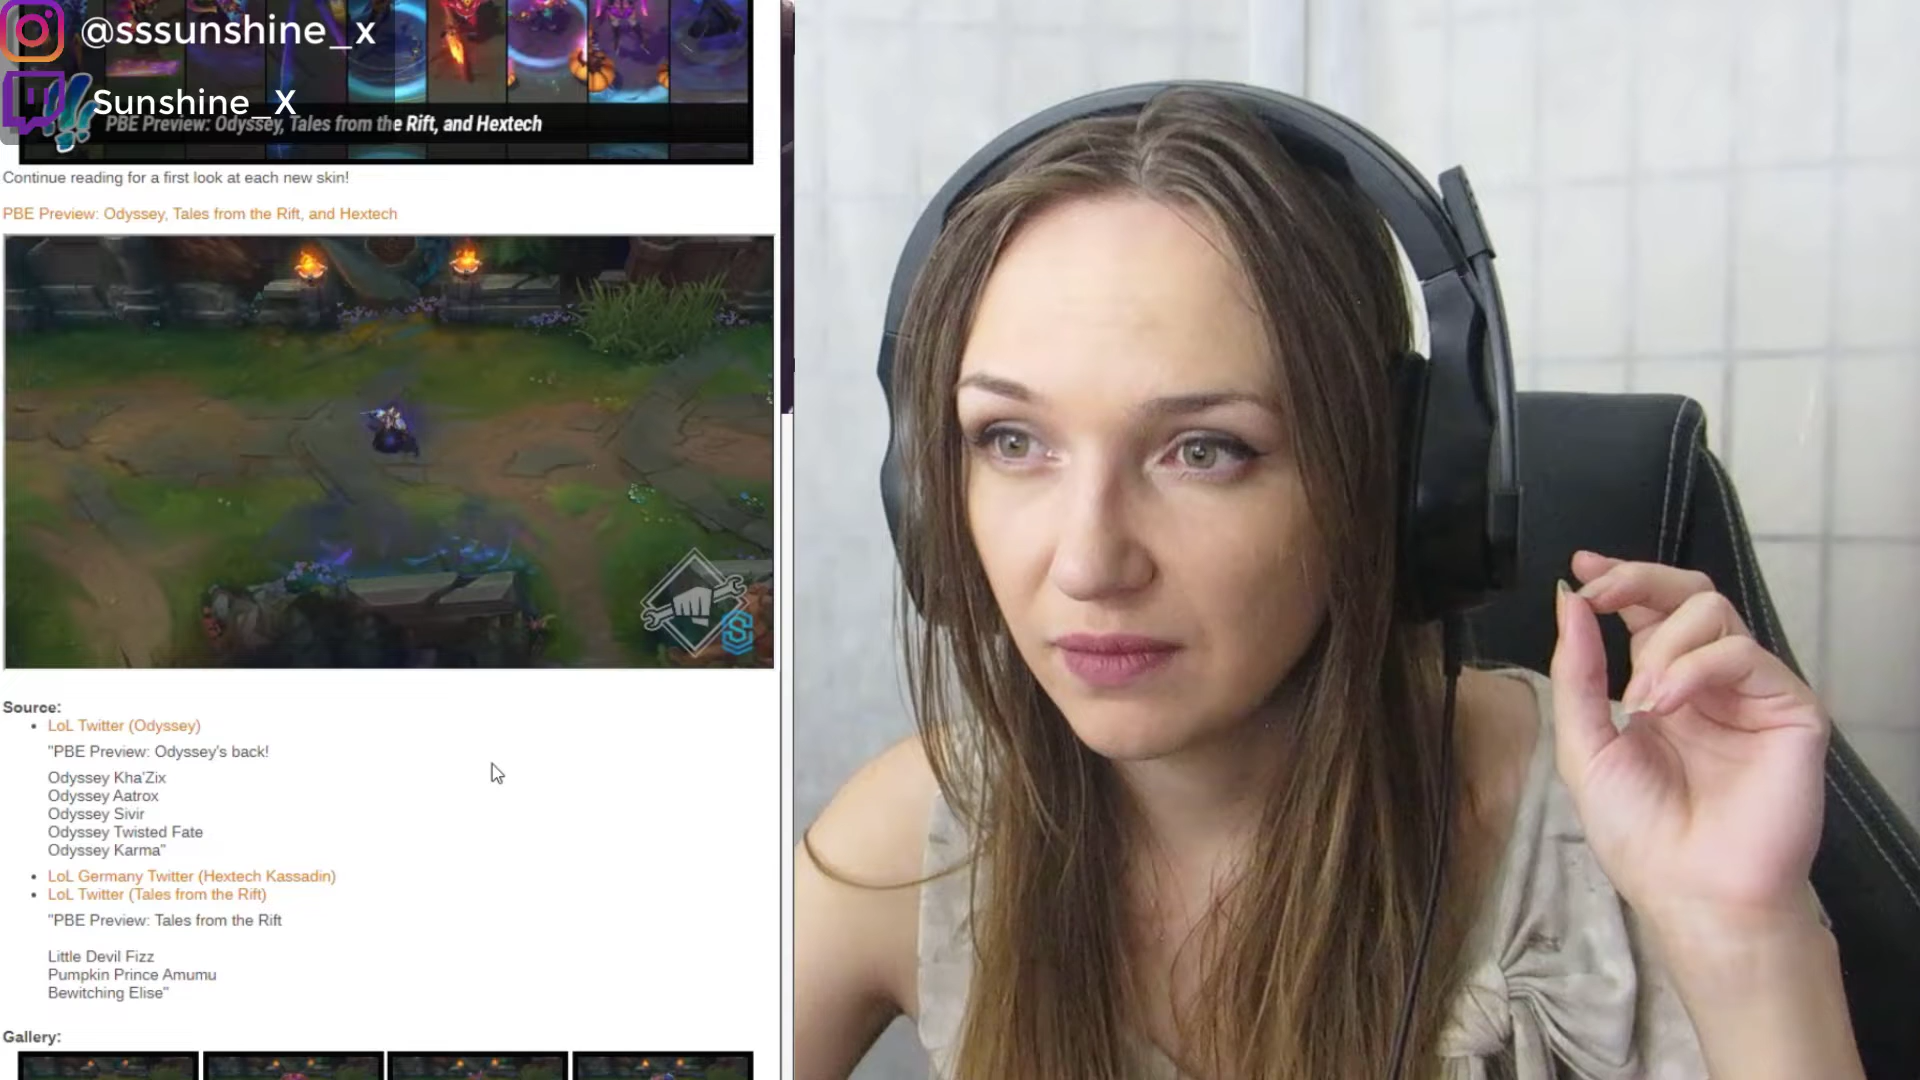 @sssunshine_x
Sunshine_X
PBE Preview: Odyssey, Tales from the Rift, and Hextech
Continue reading for a first look at each new skin!
PBE Preview: Odyssey, Tales from the Rift, and Hextech
Source:
• LoL Twitter (Odyssey)
"PBE Preview: Odyssey's back!
Odyssey Kha'Zix
Odyssey Aatrox
Odyssey Sivir
Odyssey Twisted Fate
Odyssey Karma"
• LoL Germany Twitter (Hextech Kassadin)
• LoL Twitter (Tales from the Rift)
"PBE Preview: Tales from the Rift
Little Devil Fizz
Pumpkin Prince Amumu
Bewitching Elise"
Gallery: